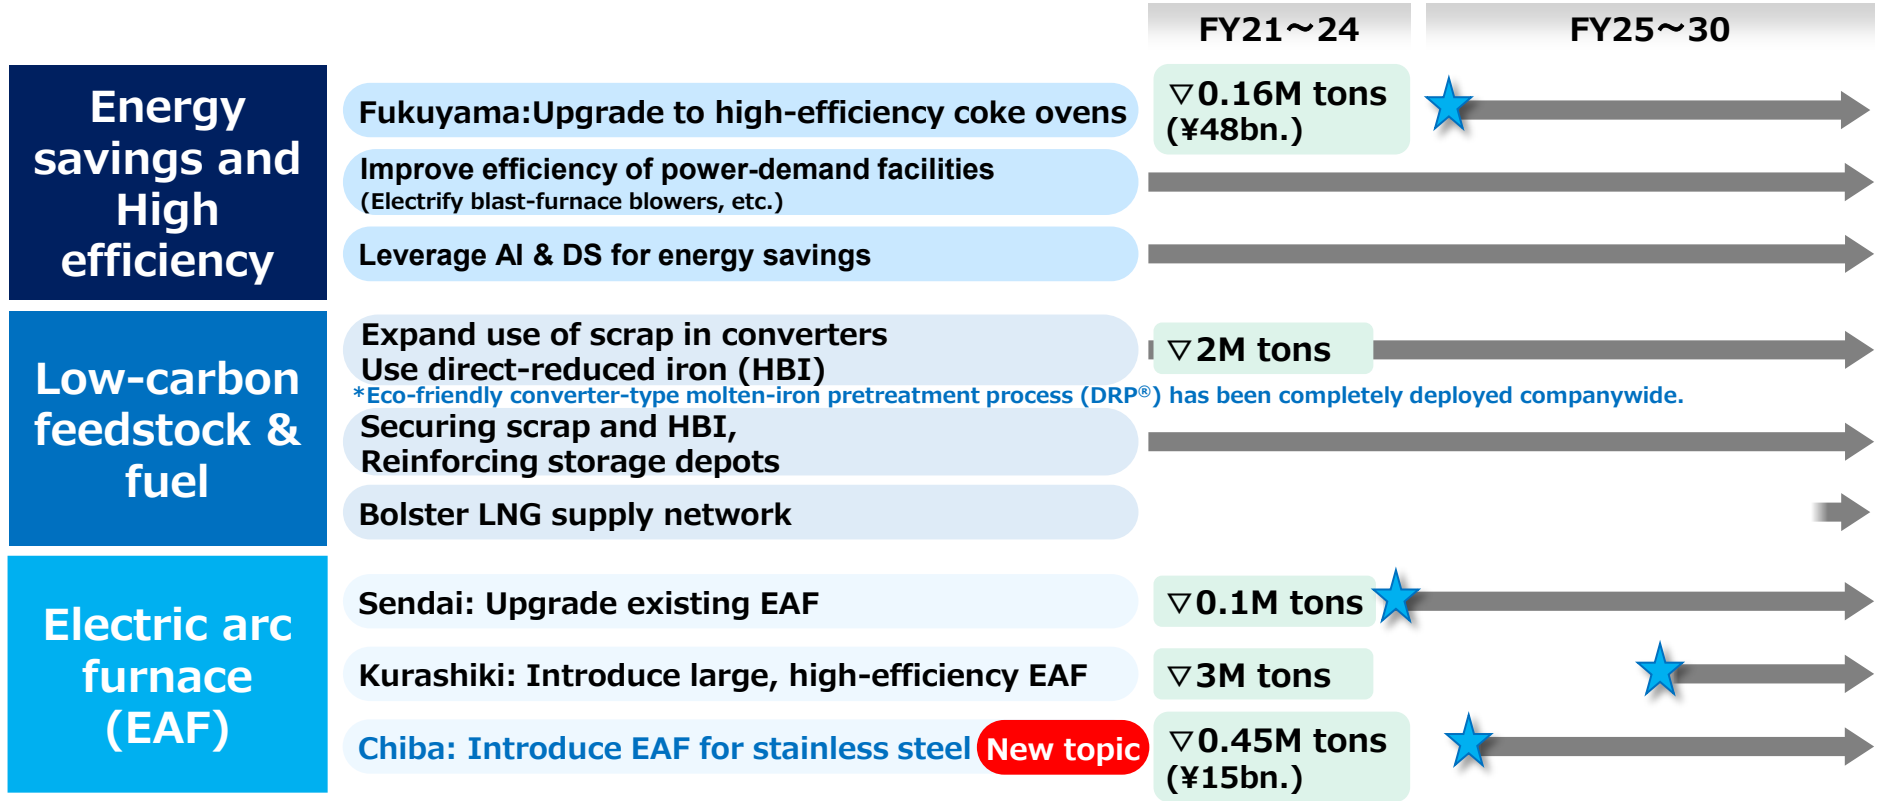 FY21～24
FY25～30
Energy
savings and
High
efficiency
Fukuyama:Upgrade to high-efficiency coke ovens
▽0.16M tons
(¥48bn.)
Improve efficiency of power-demand facilities
(Electrify blast-furnace blowers, etc.)
Leverage AI & DS for energy savings
Low-carbon
feedstock &
fuel
Expand use of scrap in converters
Use direct-reduced iron (HBI)
▽2M tons
*Eco-friendly converter-type molten-iron pretreatment process (DRP®) has been completely deployed companywide.
Securing scrap and HBI,
Reinforcing storage depots
Bolster LNG supply network
Electric arc
furnace
(EAF)
Sendai: Upgrade existing EAF
▽0.1M tons
Kurashiki: Introduce large, high-efficiency EAF
▽3M tons
Chiba: Introduce EAF for stainless steel
New topic
▽0.45M tons
(¥15bn.)